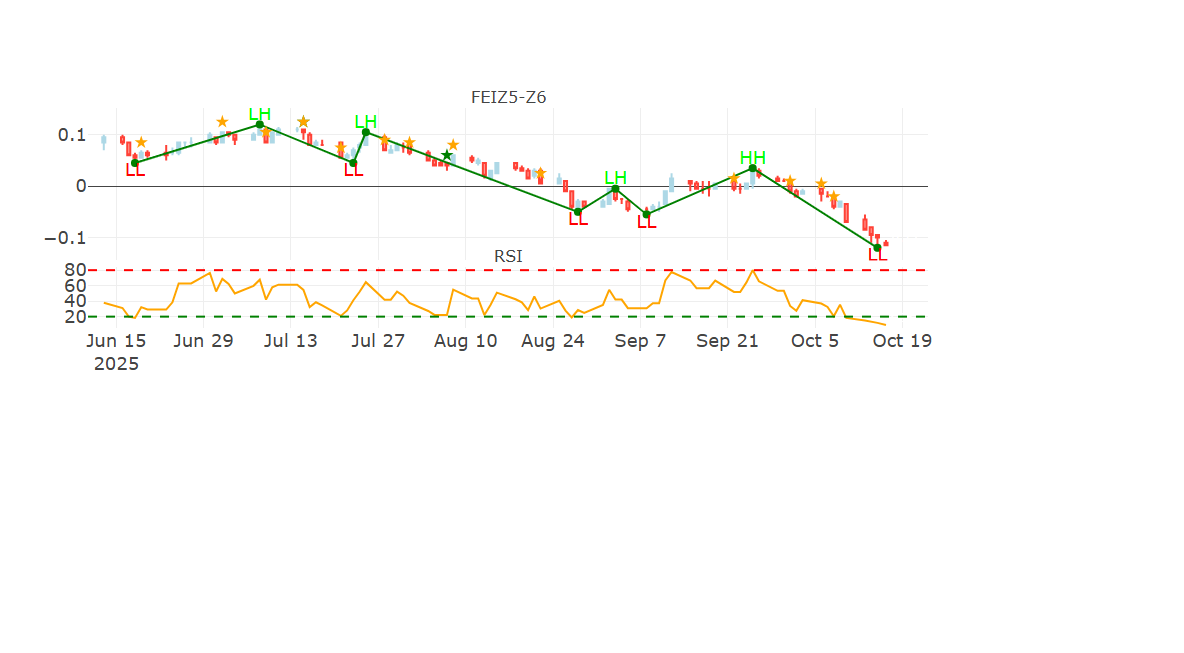 FEIZ5-Z6
LH
LH
0.1
LL
LL
HH
LH
0
LL
LL
−0.1
LL
RSI
80
60
40
20
Jun 15 Jun 29 Jul 13 Jul 27 Aug 10 Aug 24 Sep 7 Sep 21 Oct 5 Oct 19
2025